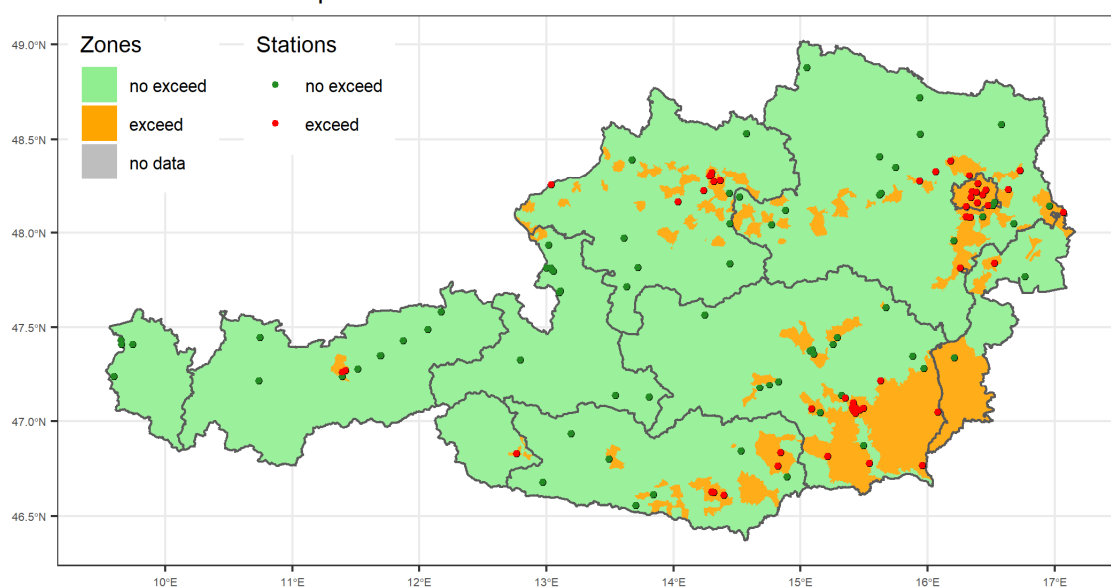 Zones
no exceed
exceed
no data
Stations
no exceed
exceed
49.0°N
48.5°N
48.0°N
47.5°N
47.0°N
46.5°N
10°E 11°E 12°E 13°E 14°E 15°E 16°E 17°E